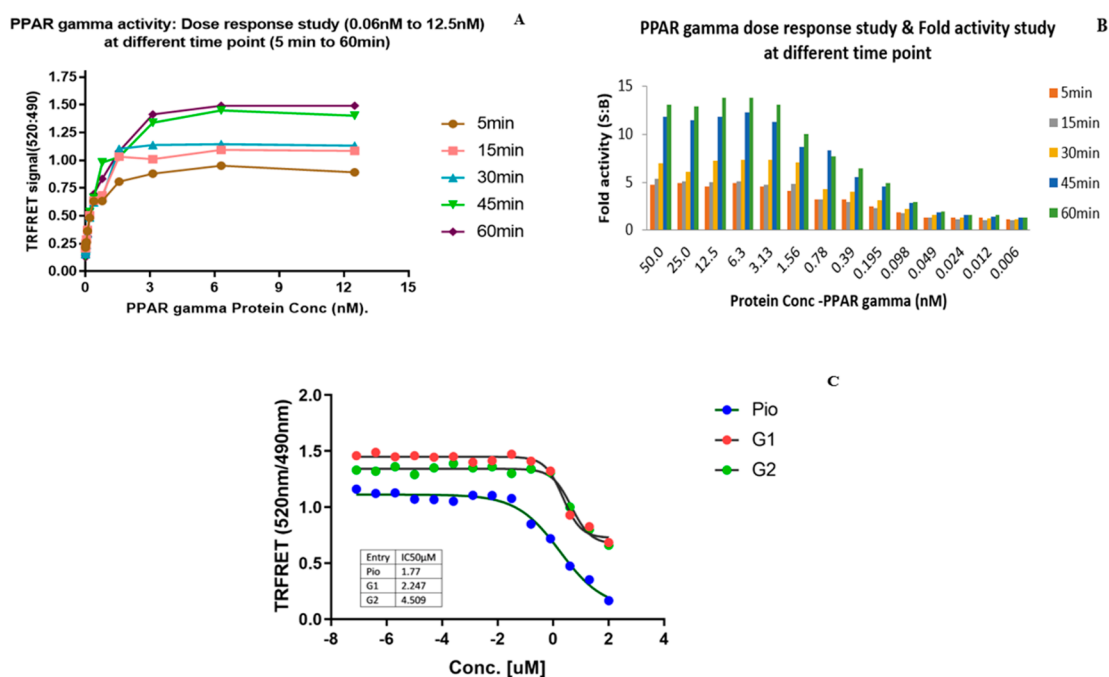 A
PPAR gamma activity: Dose response study (0.06nM to 12.5nM)
at different time point (5 min to 60min)
TRFRET signal(520:490)
1.75
1.50
1.25
1.00
0.75
0.50
0.25
0.00
0 3 6 9 12 15
PPAR gamma Protein Conc (nM).
5min
15min
30min
45min
60min
B
PPAR gamma dose response study & Fold activity study
at different time point
Fold activity (S:B)
15
10
5
0
50.0 25.0 12.5 6.3 3.13 1.56 0.78 0.39 0.195 0.098 0.049 0.024 0.012 0.006
Protein Conc -PPAR gamma (nM)
5min
15min
30min
45min
60min
C
TRFRET (520nm/490nm)
2.0
1.5
1.0
0.5
0.0
-8 -6 -4 -2 0 2 4
Conc. [uM]
Entry IC50µM
Pio 1.77
G1 2.247
G2 4.509
Pio
G1
G2